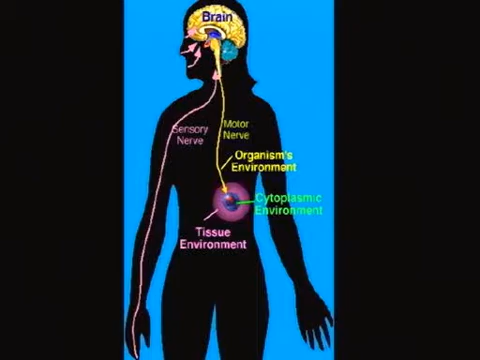 Brain
Sensory
Nerve
Motor
Nerve
Organism's
Environment
Cytoplasmic
Environment
Tissue
Environment